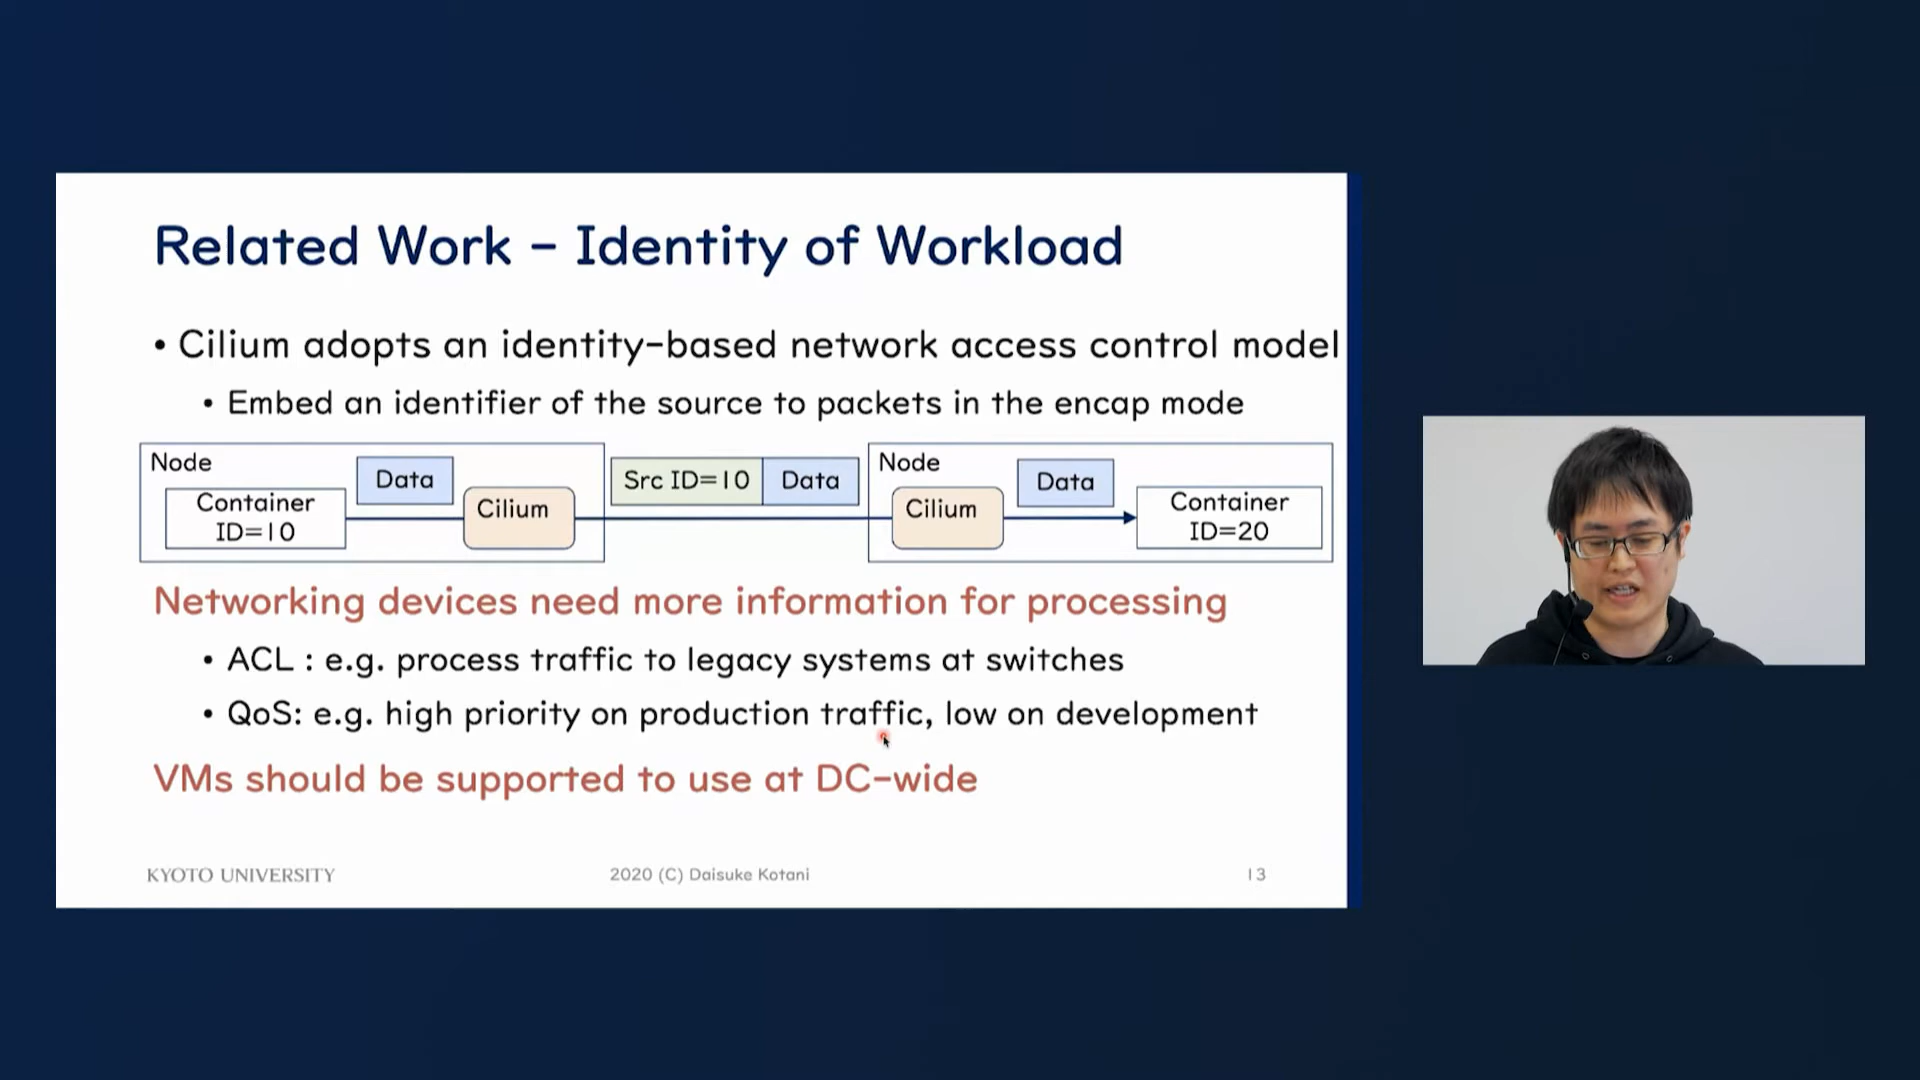 Related Work - Identity of Workload
• Cilium adopts an identity-based network access control model
• Embed an identifier of the source to packets in the encap mode
Node
Data
Container
ID=10
Cilium
Src ID=10
Data
Node
Cilium
Data
Container
ID=20
Networking devices need more information for processing
• ACL : e.g. process traffic to legacy systems at switches
• QoS: e.g. high priority on production traffic, low on development
VMs should be supported to use at DC-wide
KYOTO UNIVERSITY
2020 (C) Daisuke Kotani
13